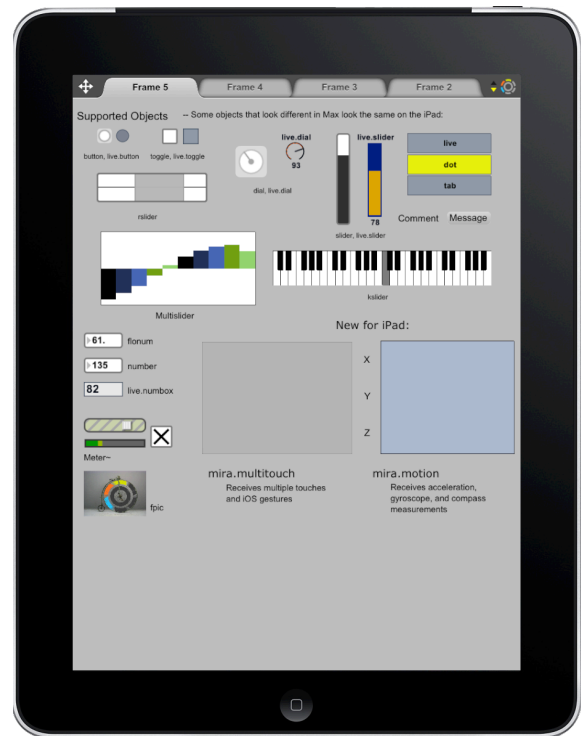 Frame 5
Frame 4
Frame 3
Frame 2
Supported Objects
-- Some objects that look different in Max look the same on the iPad:
button, live.button
toggle, live.toggle
live.dial
93
dial, live.dial
live.slider
78
slider, live.slider
live
dot
tab
rslider
Comment
Message
Multislider
kslider
New for iPad:
61.
flonum
135
number
82
live.numbox
X
Y
Z
Meter~
fpic
mira.multitouch
Receives multiple touches
and iOS gestures
mira.motion
Receives acceleration,
gyroscope, and compass
measurements